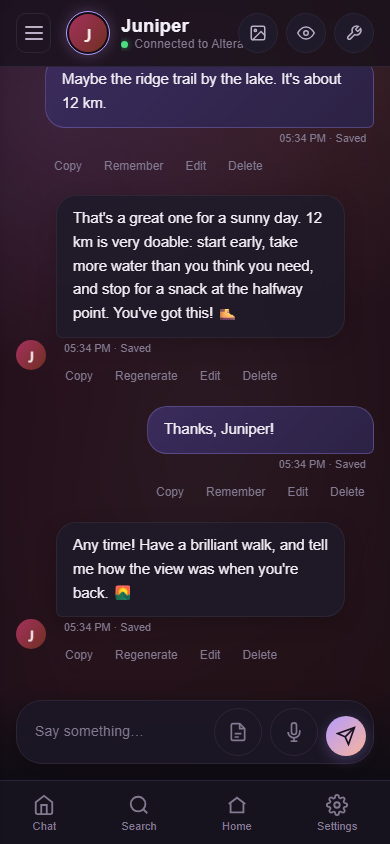 J
Juniper
Connected to Altera
Maybe the ridge trail by the lake. It's about
12 km.
05:34 PM · Saved
Copy Remember Edit Delete
That's a great one for a sunny day. 12
km is very doable: start early, take
more water than you think you need,
and stop for a snack at the halfway
point. You've got this! 🥾
J
05:34 PM · Saved
Copy Regenerate Edit Delete
Thanks, Juniper!
05:34 PM · Saved
Copy Remember Edit Delete
Any time! Have a brilliant walk, and tell
me how the view was when you're
back. 🌄
J
05:34 PM · Saved
Copy Regenerate Edit Delete
Say something...
Chat Search Home Settings